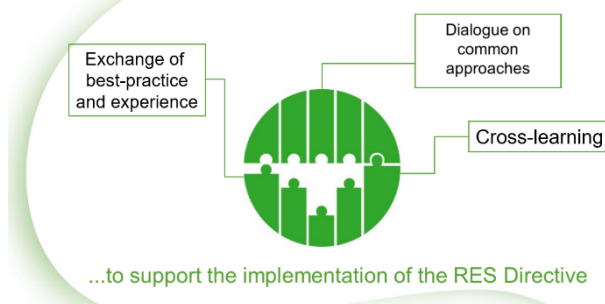 Dialogue on
common
approaches
Exchange of
best-practice
and experience
Cross-learning
...to support the implementation of the RES Directive